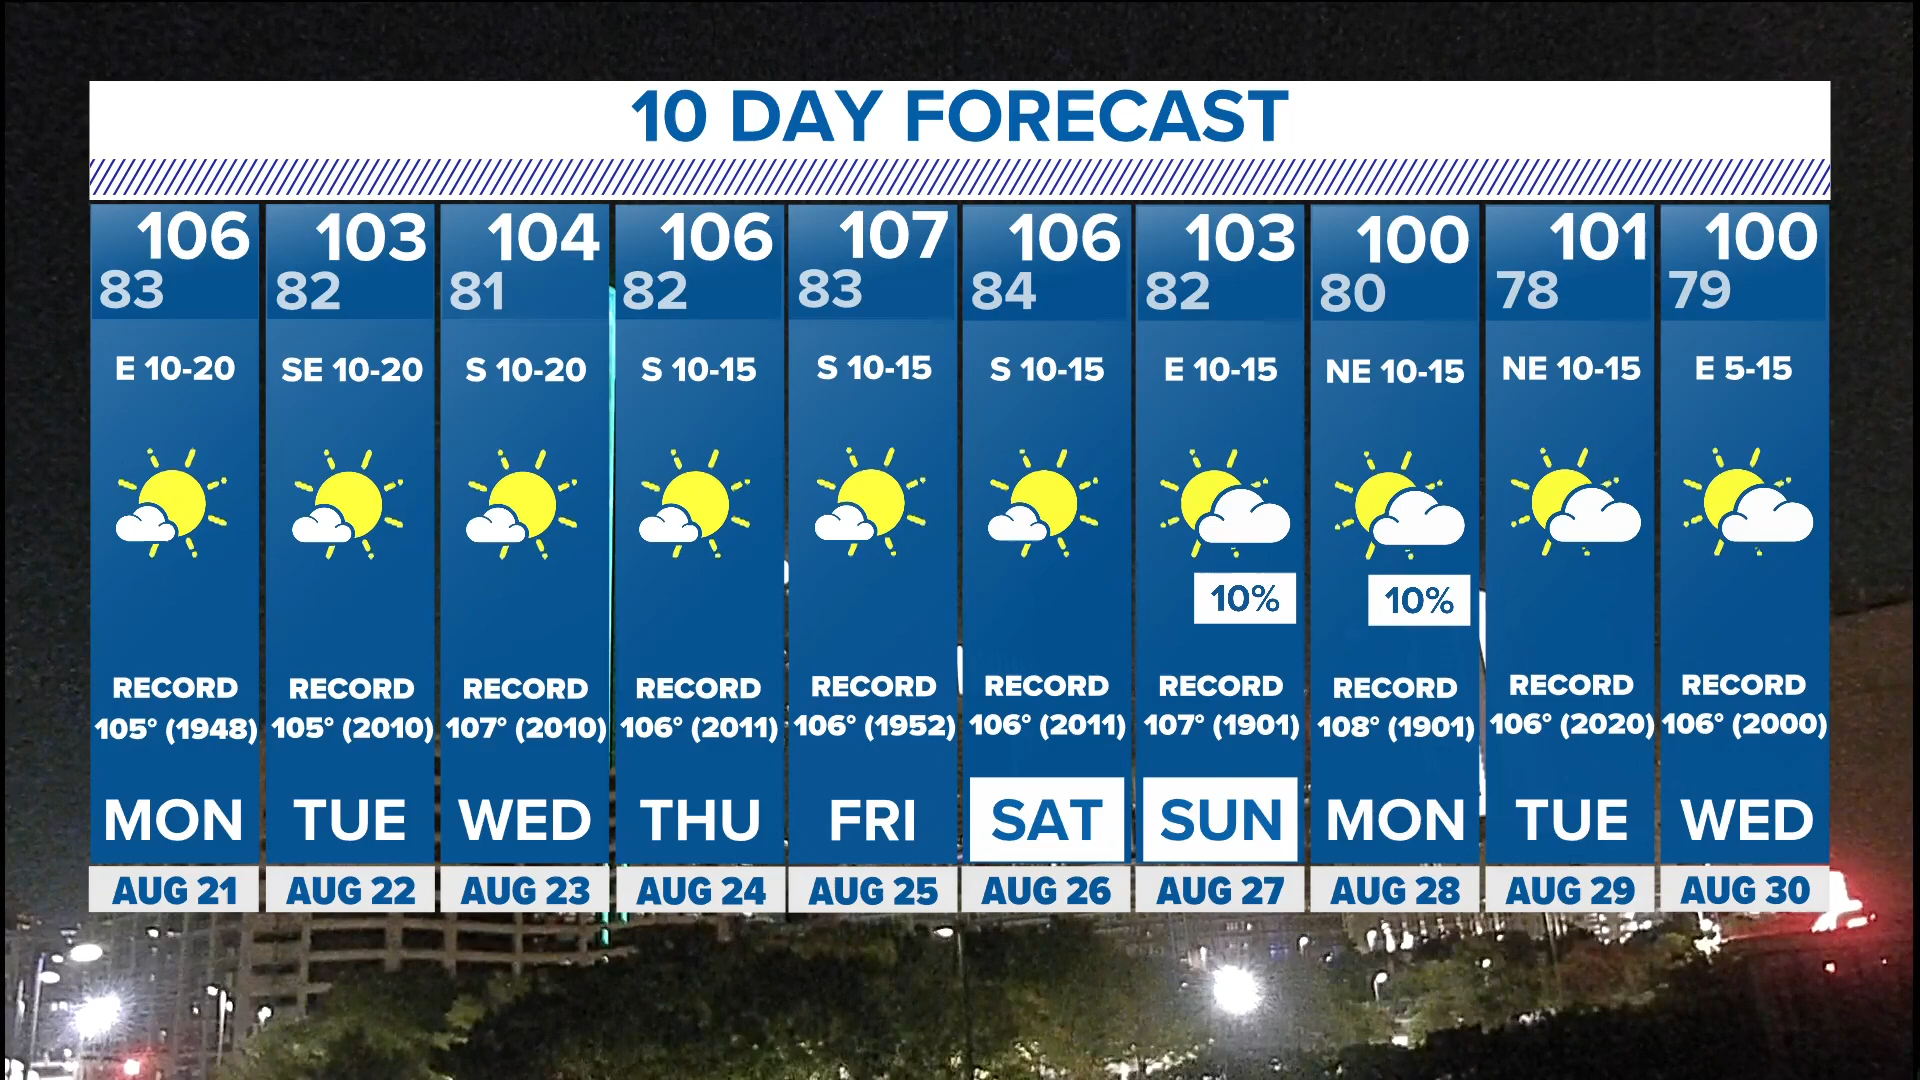 10 DAY FORECAST
106 103 104 106 107 106 103 100 101 100
83 82 81 82 83 84 82 80 78 79
E 10-20 SE 10-20 S 10-20 S 10-15 S 10-15 S 10-15 E 10-15 NE 10-15 NE 10-15 E 5-15
10% 10%
RECORD RECORD RECORD RECORD RECORD RECORD RECORD RECORD RECORD RECORD
105° (1948) 105° (2010) 107° (2010) 106° (2011) 106° (1952) 106° (2011) 107° (1901) 108° (1901) 106° (2020) 106° (2000)
MON TUE WED THU FRI SAT SUN MON TUE WED
AUG 21 AUG 22 AUG 23 AUG 24 AUG 25 AUG 26 AUG 27 AUG 28 AUG 29 AUG 30